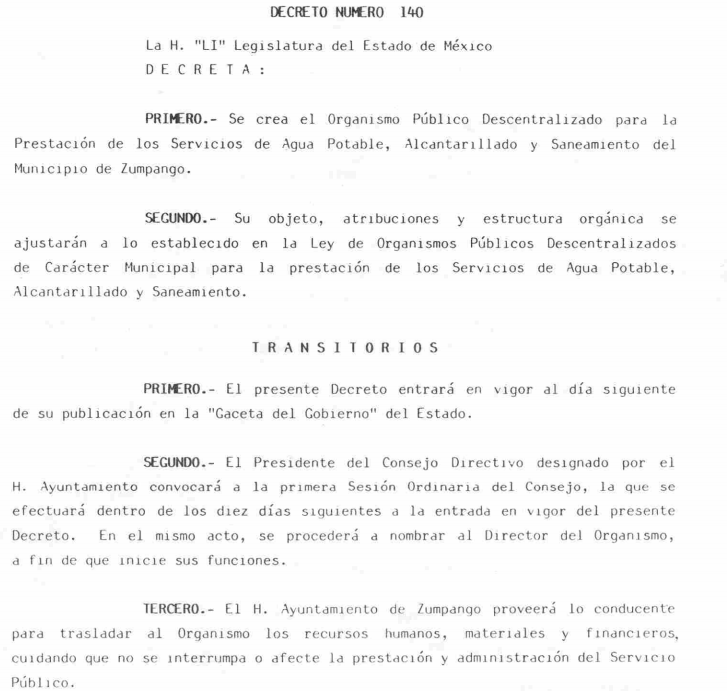 DECRETO NUMERO 140
La H. "LI" Legislatura del Estado de México
D E C R E T A :
PRIMERO.- Se crea el Organismo Público Descentralizado para la
Prestación de los Servicios de Agua Potable, Alcantarillado y Saneamiento del
Municipio de Zumpango.
SEGUNDO.- Su objeto, atribuciones y estructura orgánica se
ajustarán a lo establecido en la Ley de Organismos Públicos Descentralizados
de Carácter Municipal para la prestación de los Servicios de Agua Potable,
Alcantarillado y Saneamiento.
T R A N S I T O R I O S
PRIMERO.- El presente Decreto entrará en vigor al día siguiente
de su publicación en la "Gaceta del Gobierno" del Estado.
SEGUNDO.- El Presidente del Consejo Directivo designado por el
H. Ayuntamiento convocará a la primera Sesión Ordinaria del Consejo, la que se
efectuará dentro de los diez días siguientes a la entrada en vigor del presente
Decreto. En el mismo acto, se procederá a nombrar al Director del Organismo,
a fin de que inicie sus funciones.
TERCERO.- El H. Ayuntamiento de Zumpango proveerá lo conducente
para trasladar al Organismo los recursos humanos, materiales y financieros,
cuidando que no se interrumpa o afecte la prestación y administración del Servicio
Público.